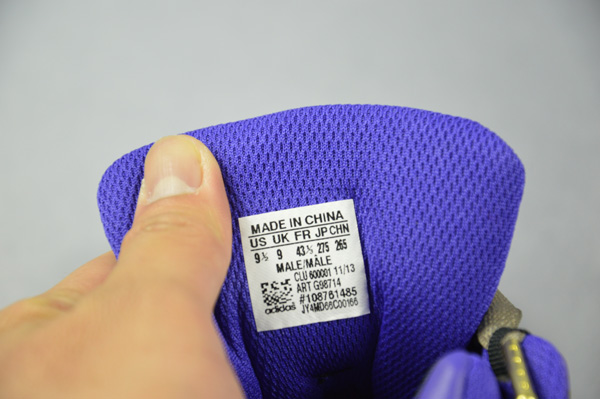 MADE IN CHINA
US UK FR JP CHN
9½ 9 43⅓ 275 265
MALE/MÂLE
CLU 600001 11/13
ART G98714
#108761485
adidas JY4MD66C00166